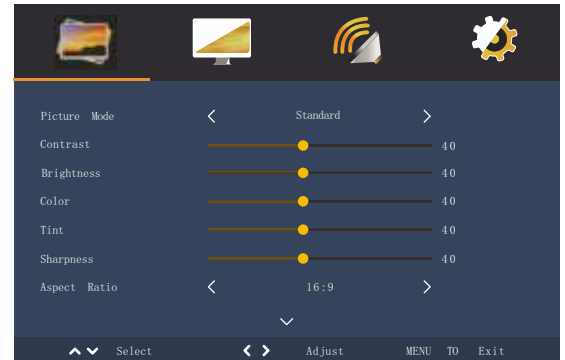 Picture Mode Standard
Contrast 40
Brightness 40
Color 40
Tint 40
Sharpness 40
Aspect Ratio 16:9
Select Adjust MENU TO Exit